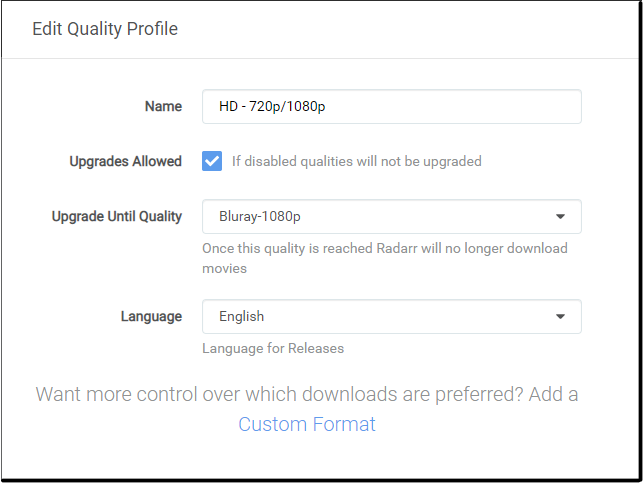 Edit Quality Profile
Name HD - 720p/1080p
Upgrades Allowed If disabled qualities will not be upgraded
Upgrade Until Quality Bluray-1080p
Once this quality is reached Radarr will no longer download
movies
Language English
Language for Releases
Want more control over which downloads are preferred? Add a
Custom Format